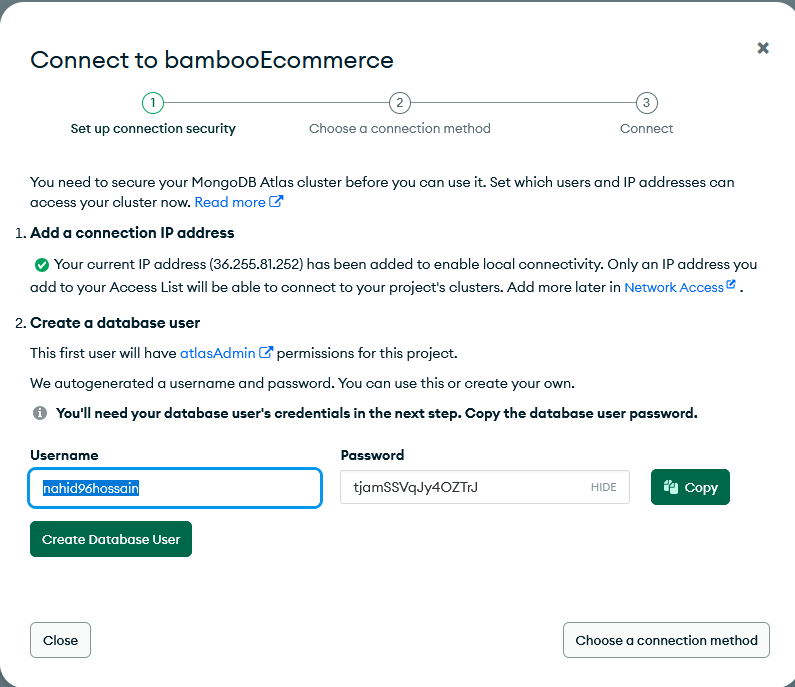 Connect to bambooEcommerce
1
2
3
Set up connection security
Choose a connection method
Connect
You need to secure your MongoDB Atlas cluster before you can use it. Set which users and IP addresses can
access your cluster now. Read more
1. Add a connection IP address
Your current IP address (36.255.81.252) has been added to enable local connectivity. Only an IP address you
add to your Access List will be able to connect to your project's clusters. Add more later in Network Access .
2. Create a database user
This first user will have atlasAdmin permissions for this project.
We autogenerated a username and password. You can use this or create your own.
You'll need your database user's credentials in the next step. Copy the database user password.
Username
Password
nahid96hossain
tjamSSVqJy4OZTrJ
HIDE
Copy
Create Database User
Close
Choose a connection method